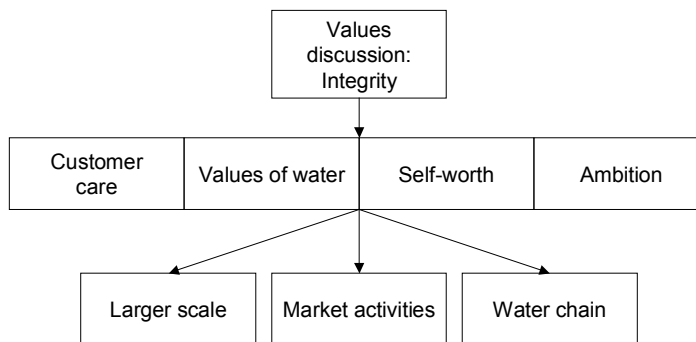 Values
discussion:
Integrity
Customer
care
Values of water
Self-worth
Ambition
Larger scale
Market activities
Water chain